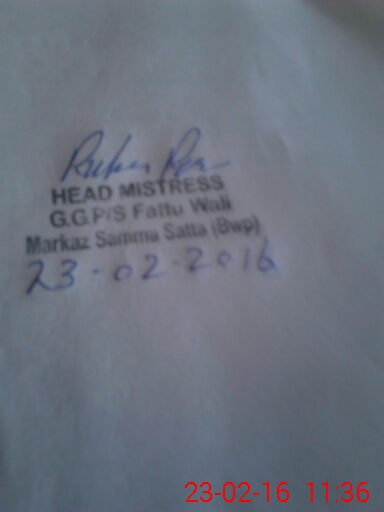 HEAD MISTRESS
G.G.P/S Fattu Wali
Markaz Samma Satta (Bwp)
23-02-2016
23-02-16 11:36